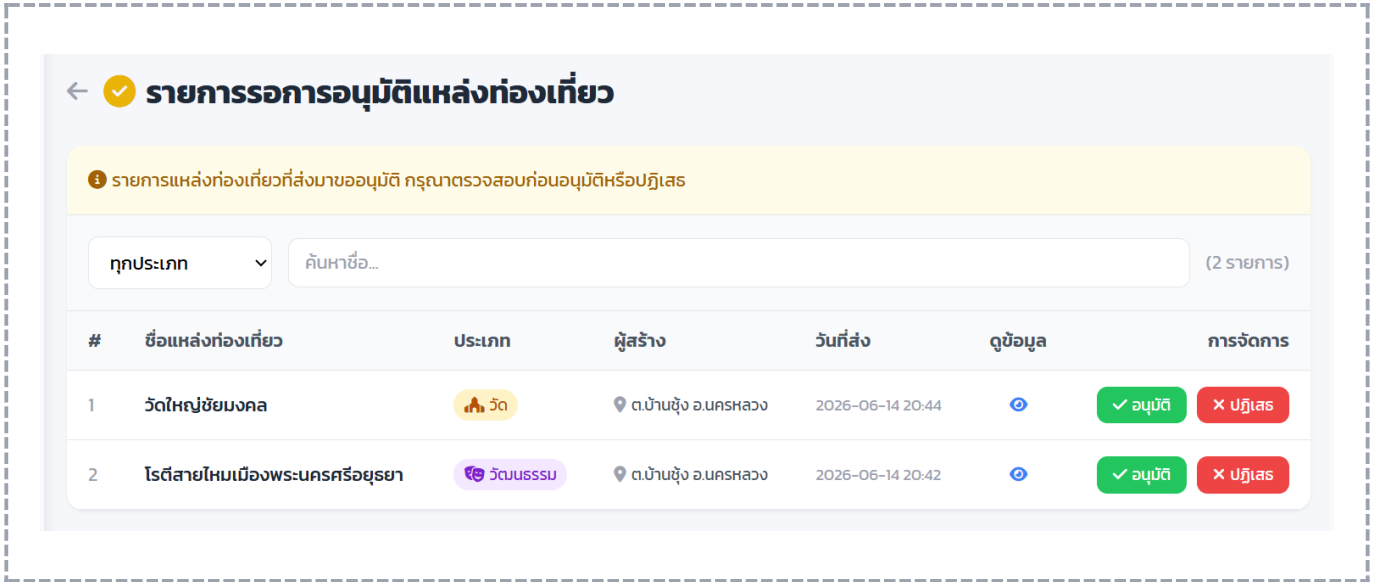 รายการรอการอนุมัติแหล่งท่องเที่ยว
รายการแหล่งท่องเที่ยวที่ส่งมาขออนุมัติ กรุณาตรวจสอบก่อนอนุมัติหรือปฏิเสธ
ทุกประเภท ค้นหาชื่อ... (2 รายการ)
# ชื่อแหล่งท่องเที่ยว ประเภท ผู้สร้าง วันที่ส่ง ดูข้อมูล การจัดการ
1 วัดใหญ่ชัยมงคล วัด ต.บ้านชุ้ง อ.นครหลวง 2026-06-14 20:44 อนุมัติ ปฏิเสธ
2 โรตีสายไหมเมืองพระนครศรีอยุธยา วัฒนธรรม ต.บ้านชุ้ง อ.นครหลวง 2026-06-14 20:42 อนุมัติ ปฏิเสธ